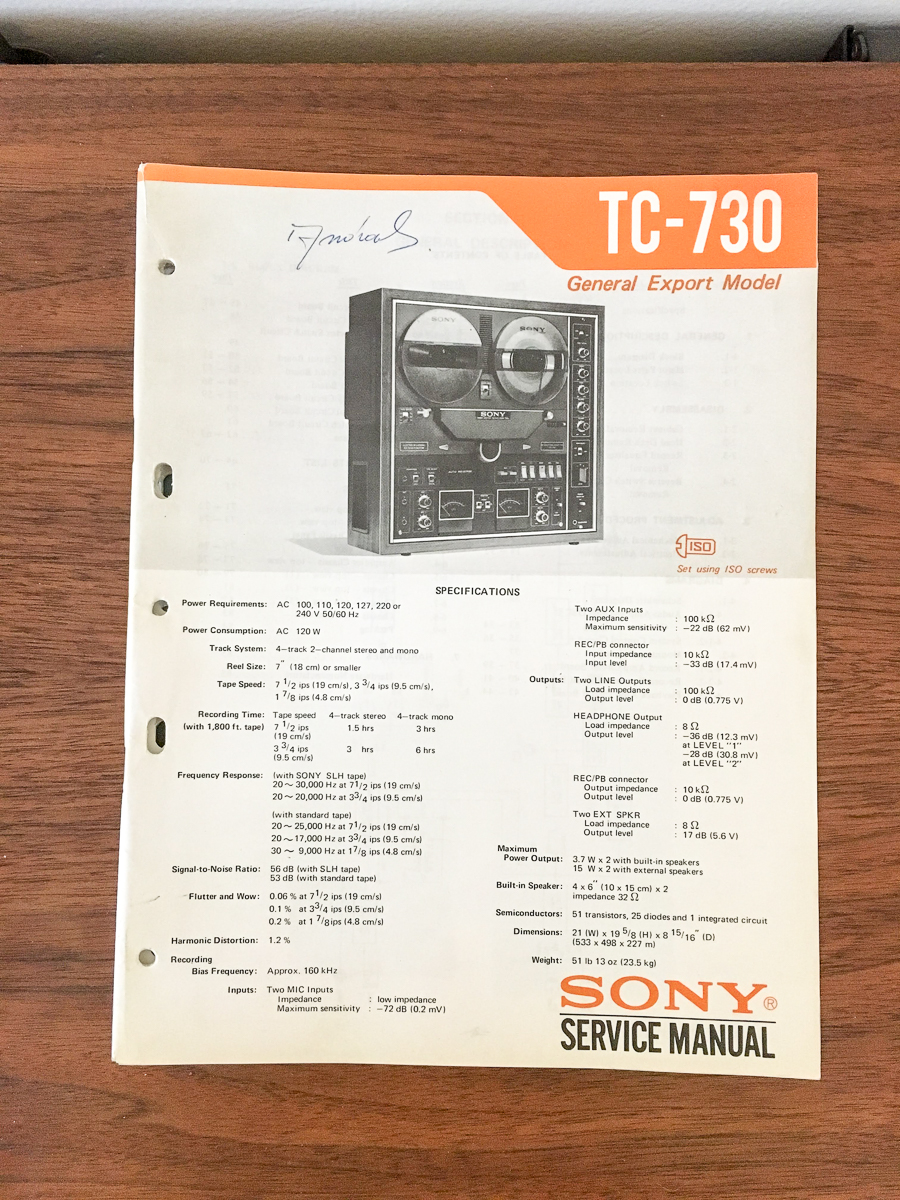 TC-730
General Export Model
SONY
SONY
SONY
ISO
Set using ISO screws
SPECIFICATIONS
Power Requirements: AC 100, 110, 120, 127, 220 or
240 V 50/60 Hz
Power Consumption: AC 120 W
Track System: 4–track 2–channel stereo and mono
Reel Size: 7″ (18 cm) or smaller
Tape Speed: 7 1/2 ips (19 cm/s), 3 3/4 ips (9.5 cm/s),
1 7/8 ips (4.8 cm/s)
Recording Time: Tape speed 4–track stereo 4–track mono
(with 1,800 ft. tape) 7 1/2 ips 1.5 hrs 3 hrs
(19 cm/s)
3 3/4 ips 3 hrs 6 hrs
(9.5 cm/s)
Frequency Response: (with SONY SLH tape)
20 ~ 30,000 Hz at 7 1/2 ips (19 cm/s)
20 ~ 20,000 Hz at 3 3/4 ips (9.5 cm/s)
(with standard tape)
20 ~ 25,000 Hz at 7 1/2 ips (19 cm/s)
20 ~ 17,000 Hz at 3 3/4 ips (9.5 cm/s)
30 ~ 9,000 Hz at 1 7/8 ips (4.8 cm/s)
Signal-to-Noise Ratio: 56 dB (with SLH tape)
53 dB (with standard tape)
Flutter and Wow: 0.06 % at 7 1/2 ips (19 cm/s)
0.1 % at 3 3/4 ips (9.5 cm/s)
0.2 % at 1 7/8 ips (4.8 cm/s)
Harmonic Distortion: 1.2 %
Recording
Bias Frequency: Approx. 160 kHz
Inputs: Two MIC Inputs
Impedance : low impedance
Maximum sensitivity : −72 dB (0.2 mV)
Two AUX Inputs
Impedance : 100 kΩ
Maximum sensitivity : −22 dB (62 mV)
REC/PB connector
Input impedance : 10 kΩ
Input level : −33 dB (17.4 mV)
Outputs: Two LINE Outputs
Load impedance : 100 kΩ
Output level : 0 dB (0.775 V)
HEADPHONE Output
Load impedance : 8 Ω
Output level : −36 dB (12.3 mV)
at LEVEL "1"
−28 dB (30.8 mV)
at LEVEL "2"
REC/PB connector
Output impedance : 10 kΩ
Output level : 0 dB (0.775 V)
Two EXT SPKR
Load impedance : 8 Ω
Output level : 17 dB (5.6 V)
Maximum
Power Output: 3.7 W x 2 with built-in speakers
15 W x 2 with external speakers
Built-in Speaker: 4 x 6″ (10 x 15 cm) x 2
impedance 32 Ω
Semiconductors: 51 transistors, 25 diodes and 1 integrated circuit
Dimensions: 21 (W) x 19 5/8 (H) x 8 15/16″ (D)
(533 x 498 x 227 m)
Weight: 51 lb 13 oz (23.5 kg)
SONY®
SERVICE MANUAL